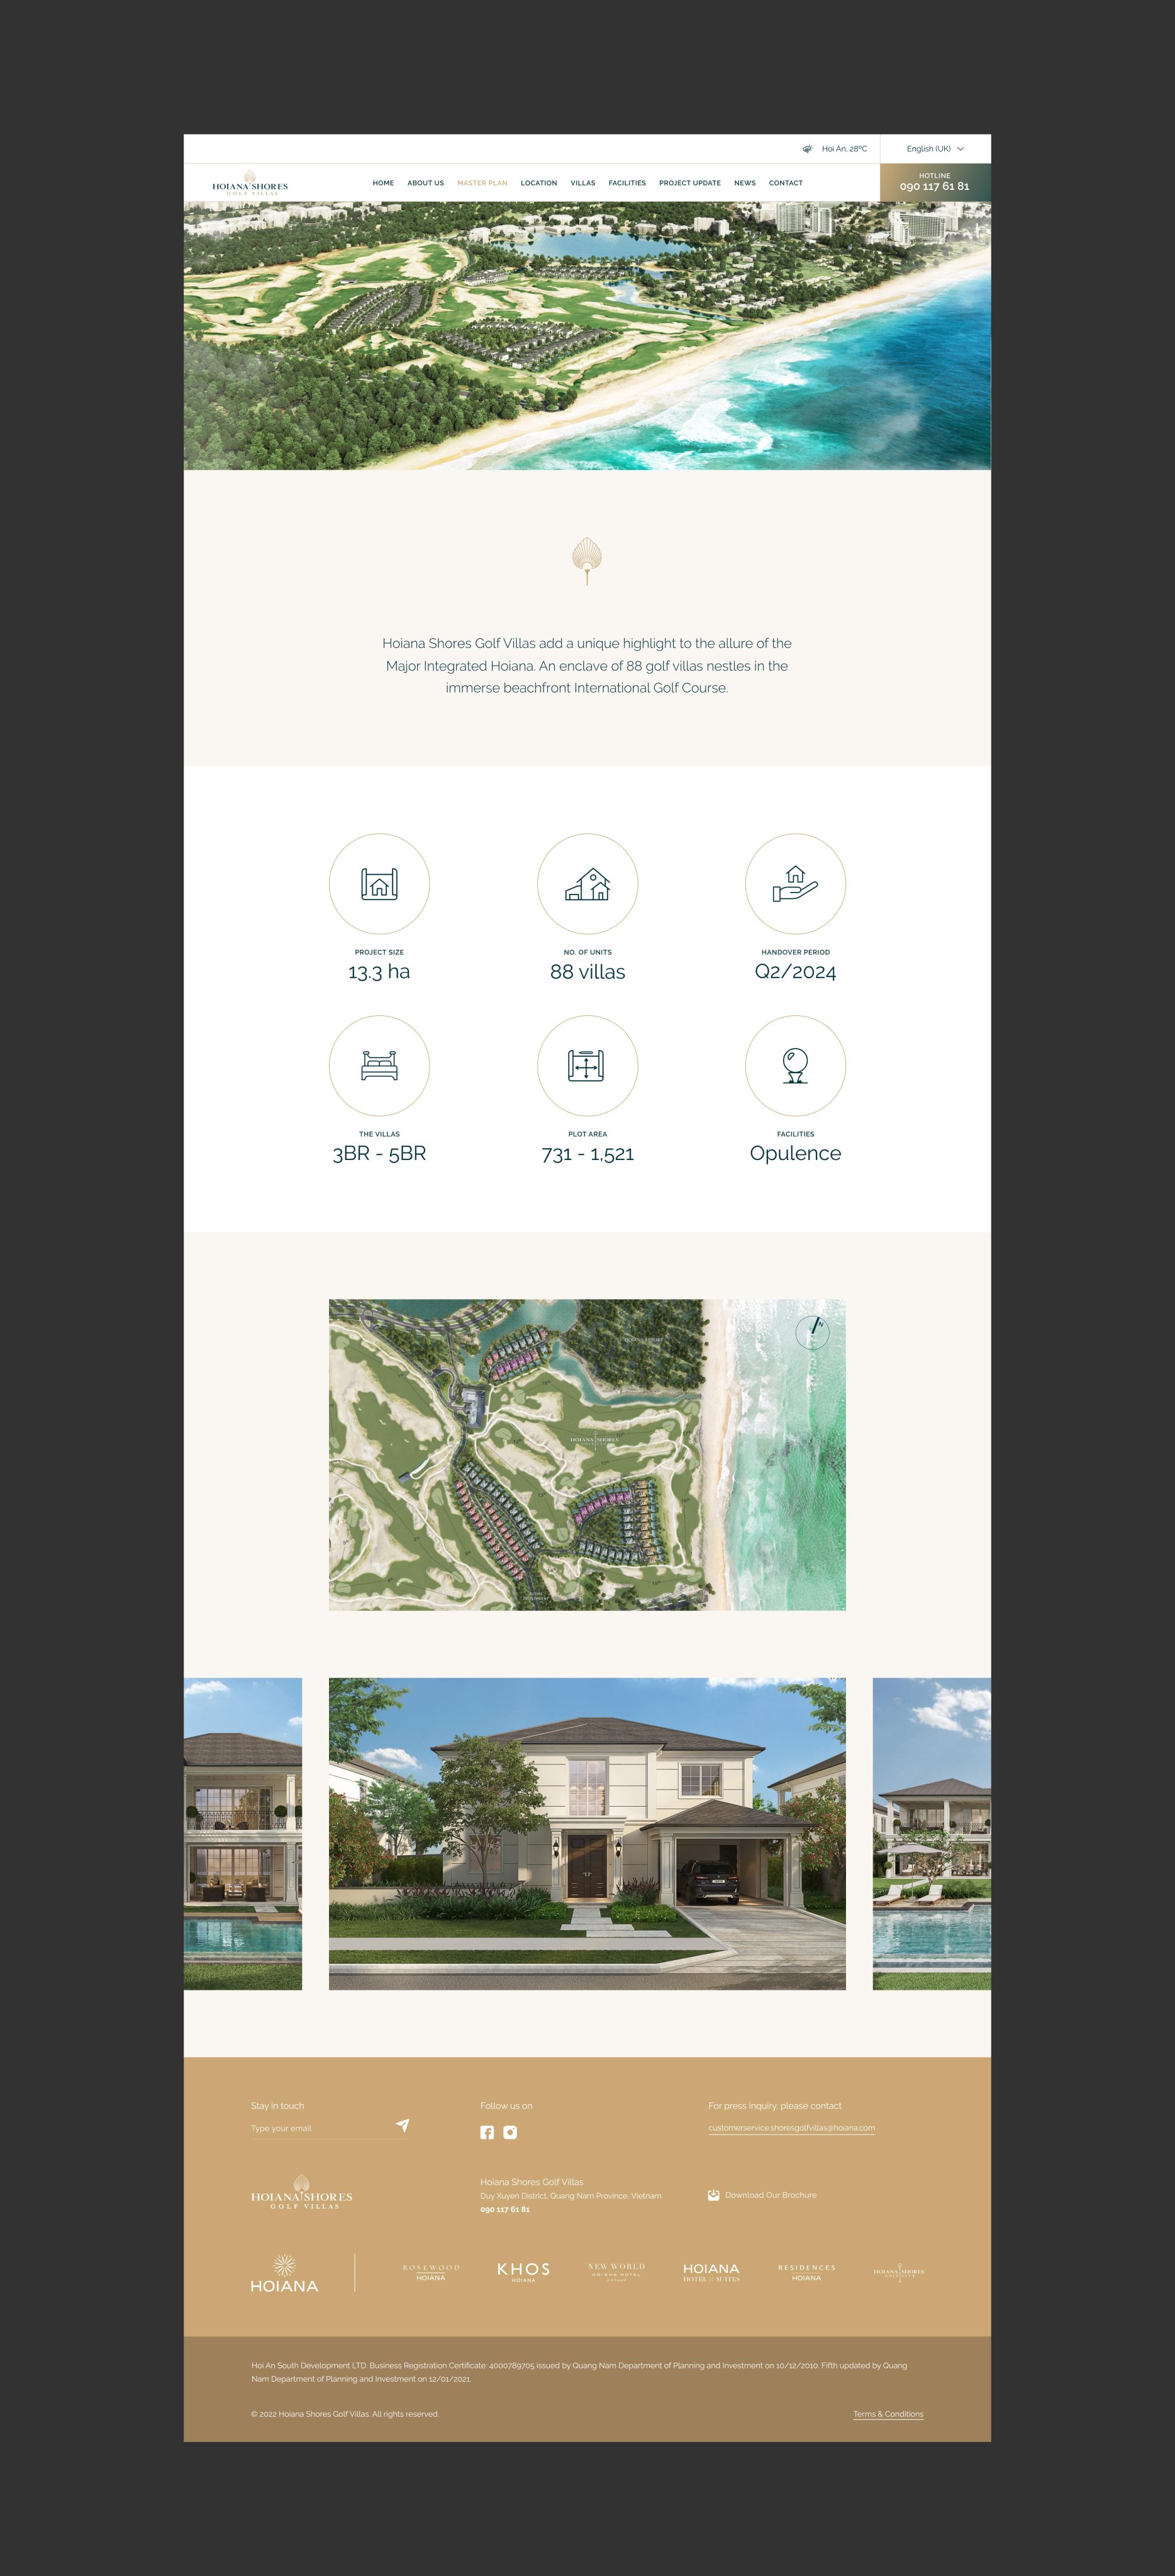 Hoi An, 28ºC
English (UK)
HOIANA SHORES
GOLF VILLAS
HOME ABOUT US MASTER PLAN LOCATION VILLAS FACILITIES PROJECT UPDATE NEWS CONTACT
HOTLINE
090 117 61 81
Hoiana Shores Golf Villas add a unique highlight to the allure of the
Major Integrated Hoiana. An enclave of 88 golf villas nestles in the
immerse beachfront International Golf Course.
PROJECT SIZE
13.3 ha
NO. OF UNITS
88 villas
HANDOVER PERIOD
Q2/2024
THE VILLAS
3BR - 5BR
PLOT AREA
731 - 1,521
FACILITIES
Opulence
N
HOIANA SHORES
Stay in touch
Type your email
Follow us on
For press inquiry, please contact
customerservice.shoresgolfvillas@hoiana.com
HOIANA SHORES
GOLF VILLAS
Hoiana Shores Golf Villas
Duy Xuyen District, Quang Nam Province, Vietnam
090 117 61 81
Download Our Brochure
HOIANA
ROSEWOOD
HOIANA
KHOS
HOIANA
NEW WORLD
HOIANA HOTEL
HOIANA
HOTEL & SUITES
RESIDENCES
HOIANA
HOIANA SHORES
Hoi An South Development LTD. Business Registration Certificate: 4000789705 issued by Quang Nam Department of Planning and Investment on 10/12/2010. Fifth updated by Quang
Nam Department of Planning and Investment on 12/01/2021.
© 2022 Hoiana Shores Golf Villas. All rights reserved.
Terms & Conditions